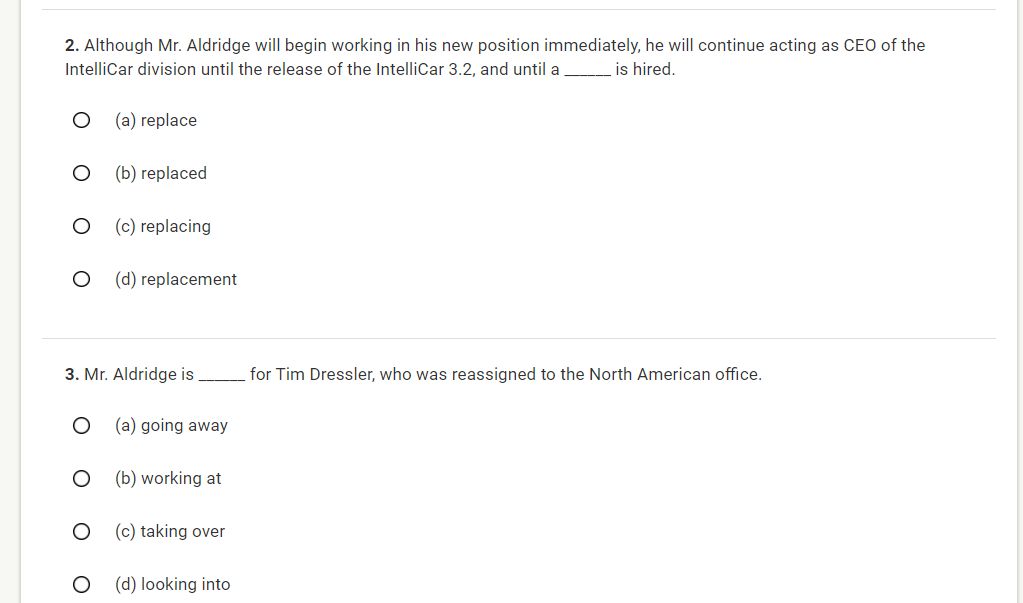 2. Although Mr. Aldridge will begin working in his new position immediately, he will continue acting as CEO of the
IntelliCar division until the release of the IntelliCar 3.2, and until a ______ is hired.
(a) replace
(b) replaced
(c) replacing
(d) replacement
3. Mr. Aldridge is ______ for Tim Dressler, who was reassigned to the North American office.
(a) going away
(b) working at
(c) taking over
(d) looking into